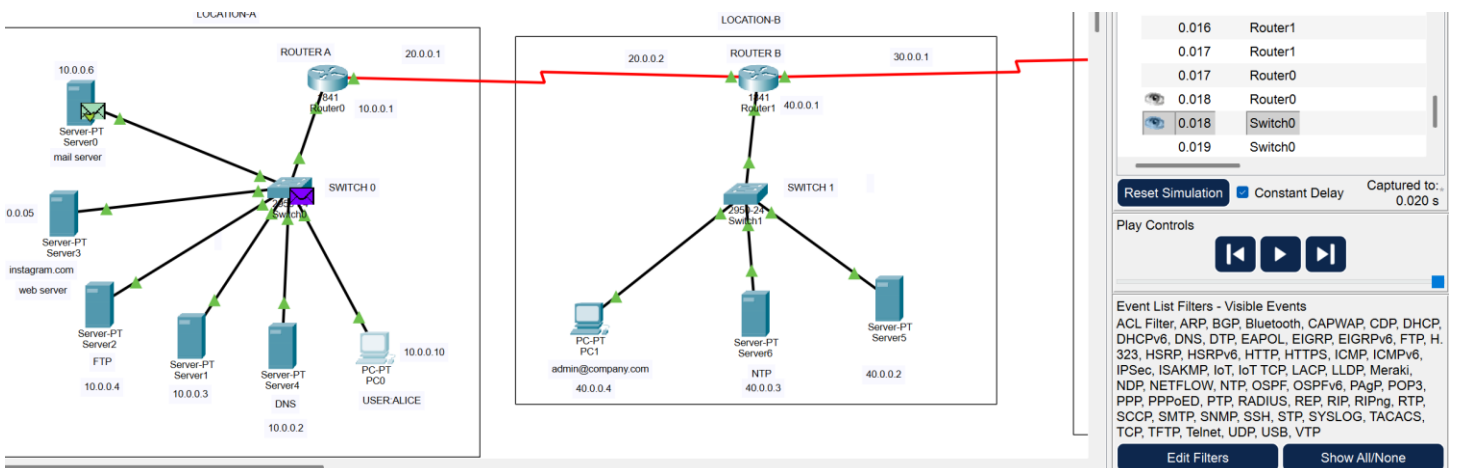 LOCATION-A
LOCATION-B
ROUTER A
20.0.0.1
1841
Router0
10.0.0.1
10.0.0.6
Server-PT
Server0
mail server
SWITCH 0
Switch0
0.0.05
Server-PT
Server3
instagram.com
web server
Server-PT
Server2
FTP
10.0.0.4
Server-PT
Server1
10.0.0.3
Server-PT
Server4
DNS
10.0.0.2
PC-PT
PC0
10.0.0.10
USER:ALICE
20.0.0.2
ROUTER B
30.0.0.1
1841
Router1
40.0.0.1
SWITCH 1
2950-24
Switch1
PC-PT
PC1
admin@company.com
40.0.0.4
Server-PT
Server6
NTP
40.0.0.3
Server-PT
Server5
40.0.0.2
0.016 Router1
0.017 Router1
0.017 Router0
0.018 Router0
0.018 Switch0
0.019 Switch0
Reset Simulation
Constant Delay
Captured to:
0.020 s
Play Controls
Event List Filters - Visible Events
ACL Filter, ARP, BGP, Bluetooth, CAPWAP, CDP, DHCP,
DHCPv6, DNS, DTP, EAPOL, EIGRP, EIGRPv6, FTP, H.
323, HSRP, HSRPv6, HTTP, HTTPS, ICMP, ICMPv6,
IPSec, ISAKMP, IoT, IoT TCP, LACP, LLDP, Meraki,
NDP, NETFLOW, NTP, OSPF, OSPFv6, PAgP, POP3,
PPP, PPPoED, PTP, RADIUS, REP, RIP, RIPng, RTP,
SCCP, SMTP, SNMP, SSH, STP, SYSLOG, TACACS,
TCP, TFTP, Telnet, UDP, USB, VTP
Edit Filters
Show All/None